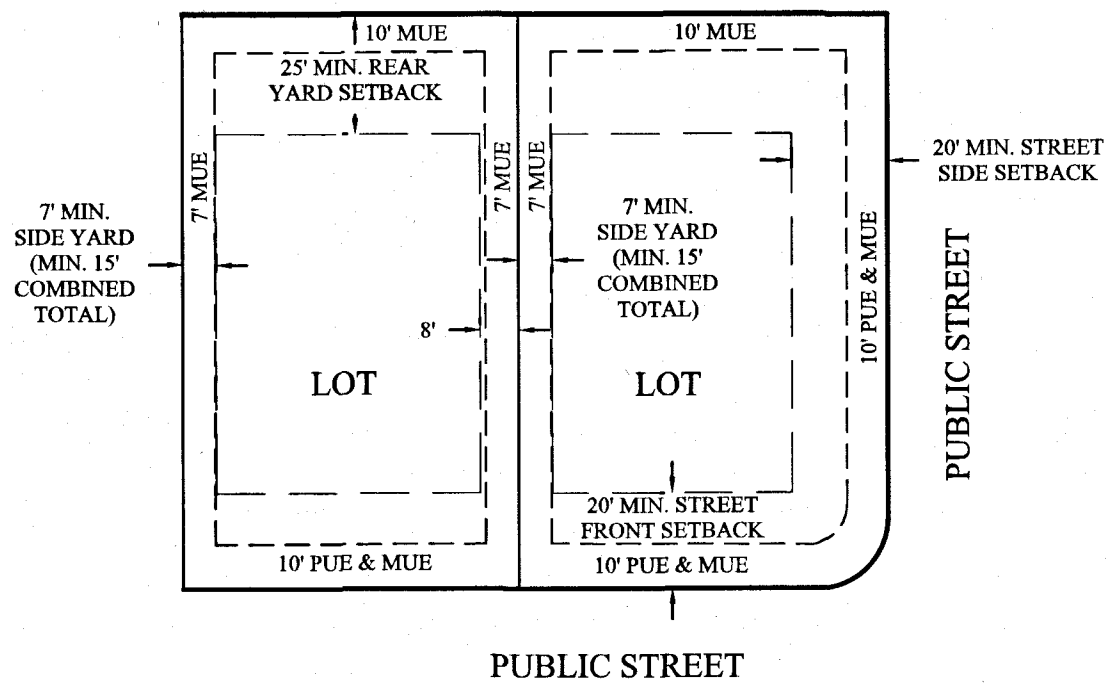 10' MUE
10' MUE
25' MIN. REAR
YARD SETBACK
7' MUE
7' MUE
7' MUE
20' MIN. STREET
SIDE SETBACK
7' MIN.
SIDE YARD
(MIN. 15'
COMBINED
TOTAL)
7' MIN.
SIDE YARD
(MIN. 15'
COMBINED
TOTAL)
8'
10' PUE & MUE
PUBLIC STREET
LOT
LOT
20' MIN. STREET
FRONT SETBACK
10' PUE & MUE
10' PUE & MUE
PUBLIC STREET